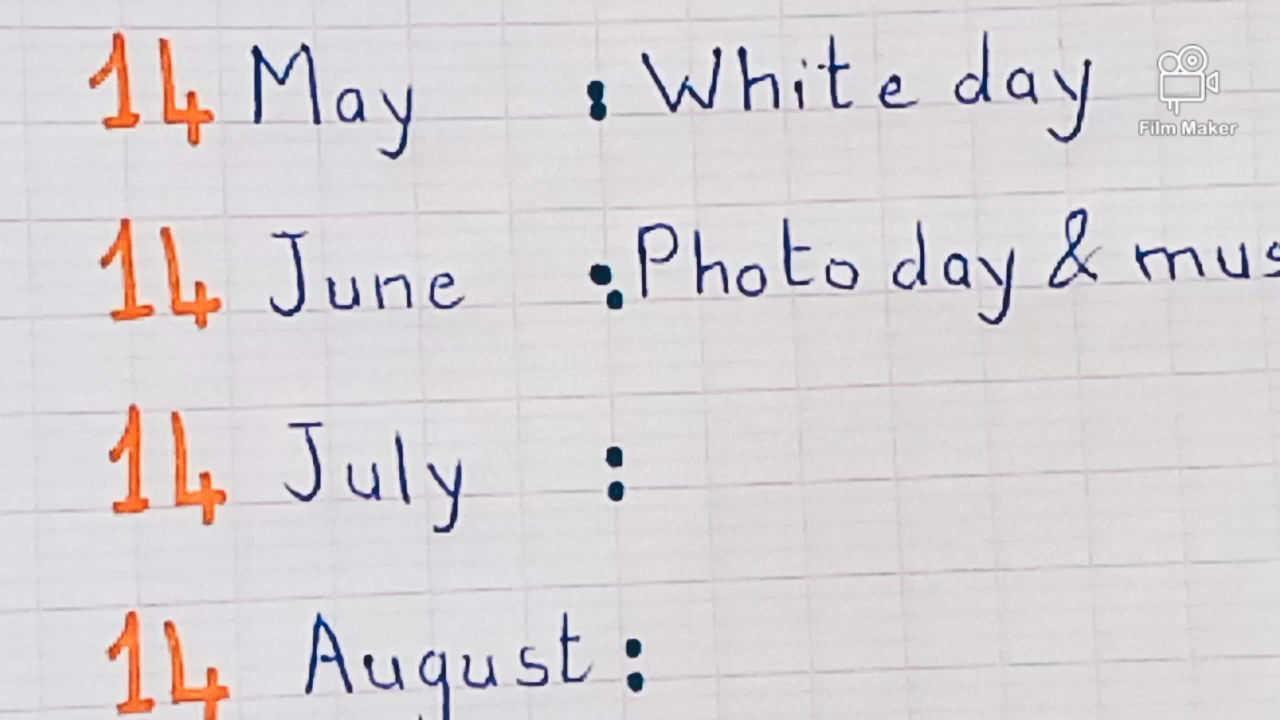 14 May : White day
Film Maker
14 June : Photo day & mus
14 July :
14 August :